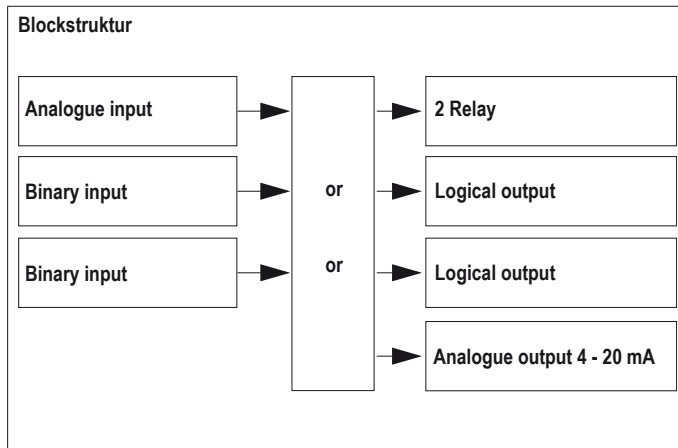 Blockstruktur
Analogue input
2 Relay
Binary input
or
Logical output
Binary input
or
Logical output
Analogue output 4 - 20 mA